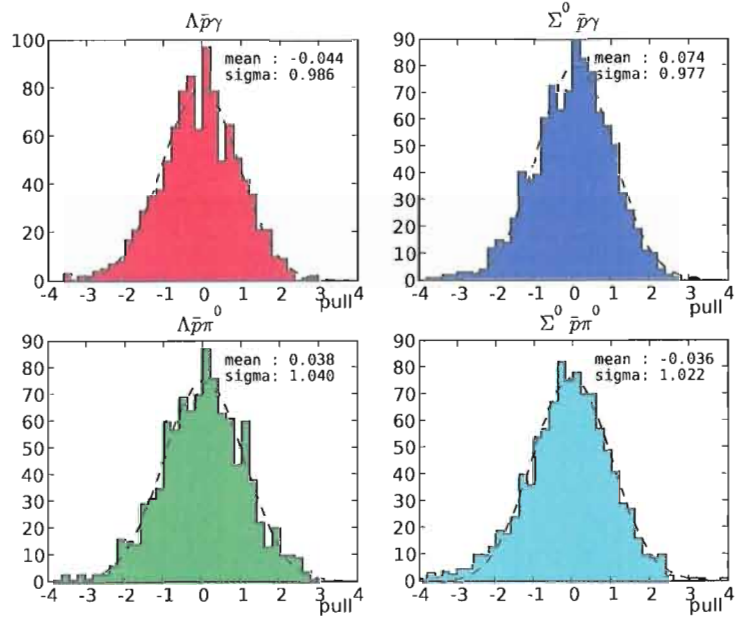 Λp̄γ
100
80
60
40
20
0
mean : -0.044
sigma: 0.986
-4 -3 -2 -1 0 1 2 3 4
pull
Σ⁰ p̄γ
90
80
70
60
50
40
30
20
10
0
mean : 0.074
sigma: 0.977
-4 -3 -2 -1 0 1 2 3 4
pull
Λp̄π⁰
90
80
70
60
50
40
30
20
10
0
mean : 0.038
sigma: 1.040
-4 -3 -2 -1 0 1 2 3 4
pull
Σ⁰ p̄π⁰
90
80
70
60
50
40
30
20
10
0
mean : -0.036
sigma: 1.022
-4 -3 -2 -1 0 1 2 3 4
pull